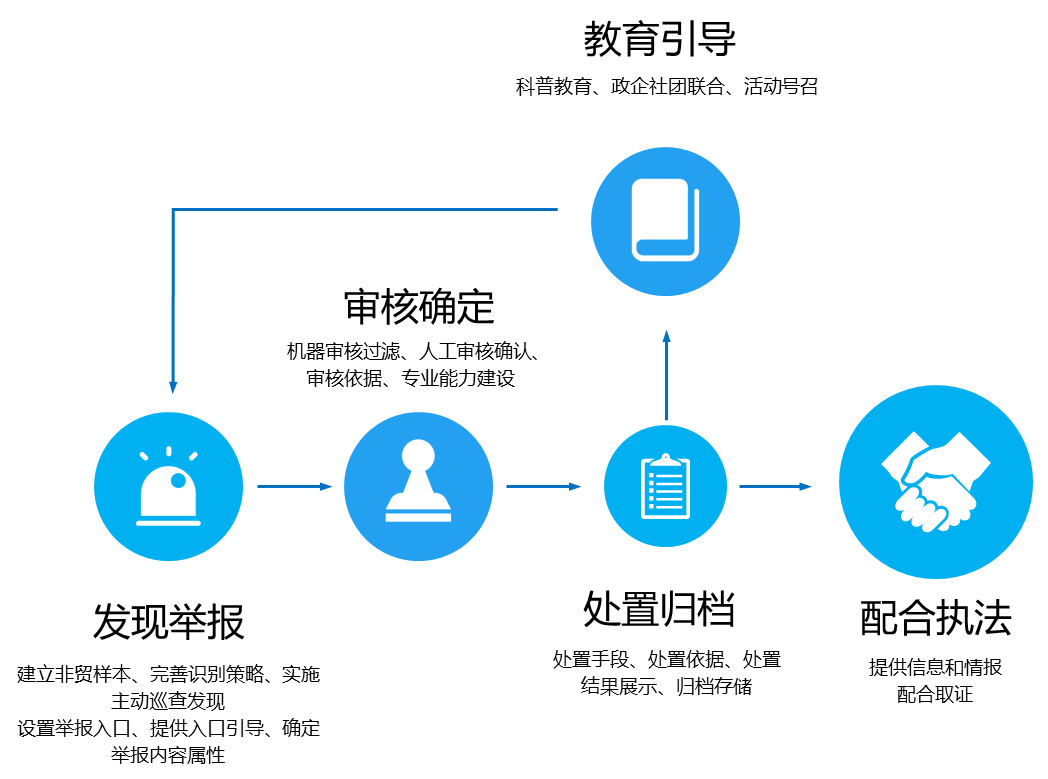 教育引导
科普教育、政企社团联合、活动号召
审核确定
机器审核过滤、人工审核确认、
审核依据、专业能力建设
发现举报
建立非贸样本、完善识别策略、实施
主动巡查发现
设置举报入口、提供入口引导、确定
举报内容属性
处置归档
处置手段、处置依据、处置
结果展示、归档存储
配合执法
提供信息和情报
配合取证